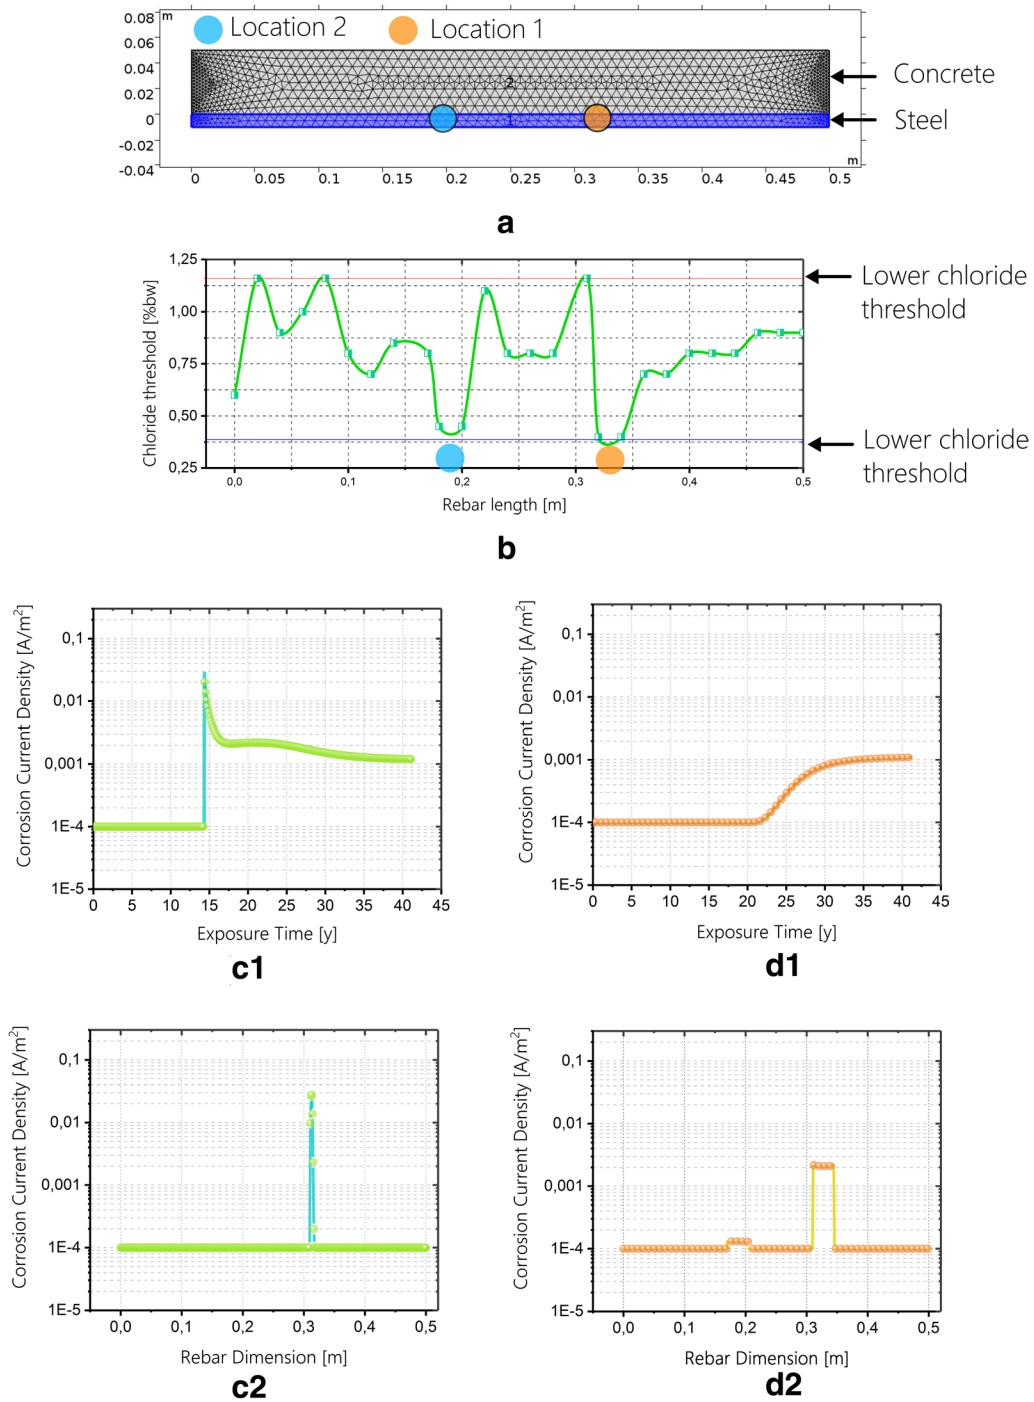 0.08
m
Location 2
Location 1
0.06
0.04
2
Concrete
0.02
0
1
Steel
-0.02
-0.04
m
0 0.05 0.1 0.15 0.2 0.25 0.3 0.35 0.4 0.45 0.5
a
1,25
1,00
0,75
0,50
0,25
Chloride threshold [%bw]
Lower chloride
threshold
Lower chloride
threshold
0,0 0,1 0,2 0,3 0,4 0,5
Rebar length [m]
b
Corrosion Current Density [A/m²]
0,1
0,01
0,001
1E-4
1E-5
0 5 10 15 20 25 30 35 40 45
Exposure Time [y]
c1
Corrosion Current Density [A/m²]
0,1
0,01
0,001
1E-4
1E-5
0 5 10 15 20 25 30 35 40 45
Exposure Time [y]
d1
Corrosion Current Density [A/m²]
0,1
0,01
0,001
1E-4
1E-5
0,0 0,1 0,2 0,3 0,4 0,5
Rebar Dimension [m]
c2
Corrosion Current Density [A/m²]
0,1
0,01
0,001
1E-4
1E-5
0,0 0,1 0,2 0,3 0,4 0,5
Rebar Dimension [m]
d2